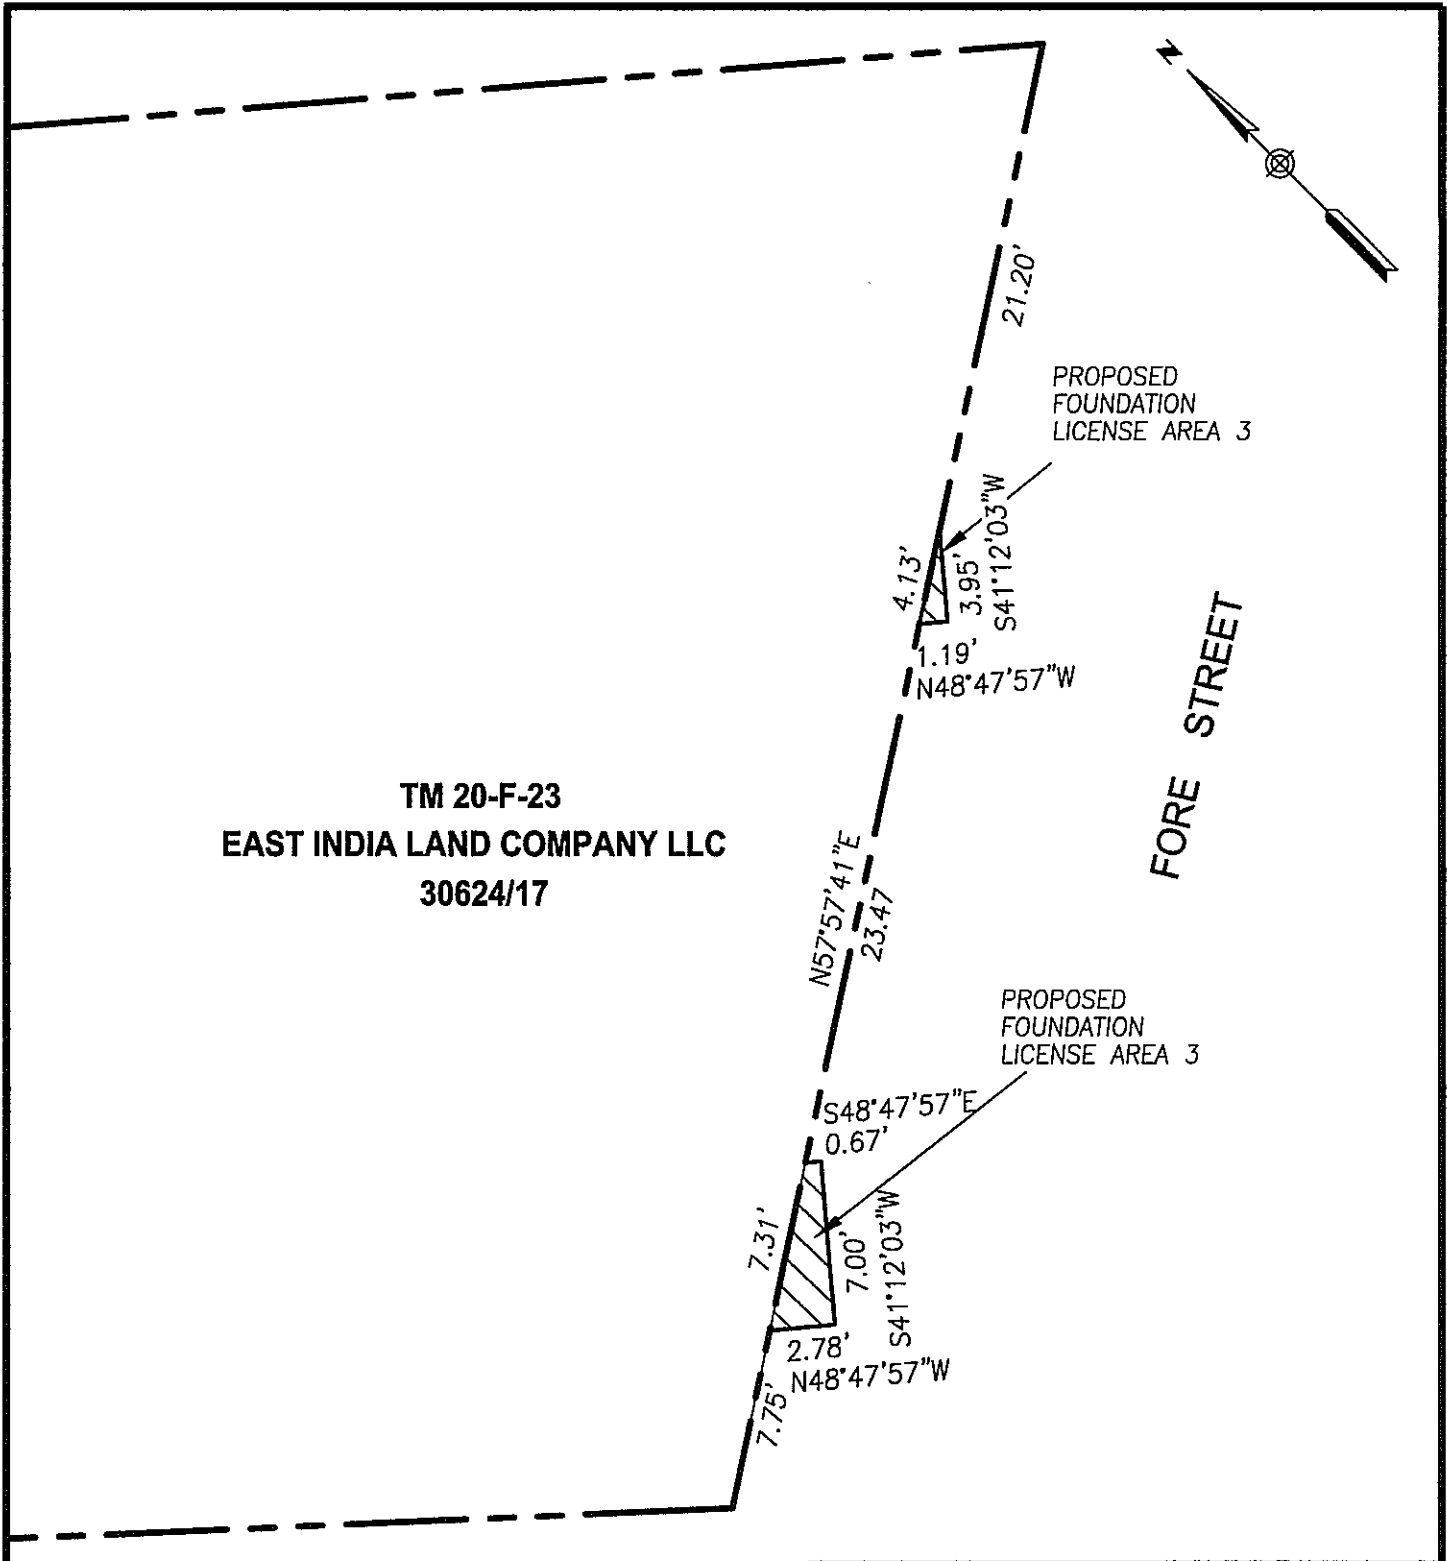 N
21.20'
PROPOSED
FOUNDATION
LICENSE AREA 3
4.13'
3.95'
S41°12'03"W
1.19'
N48°47'57"W
FORE STREET
TM 20-F-23
EAST INDIA LAND COMPANY LLC
30624/17
N57°57'41"E
23.47
PROPOSED
FOUNDATION
LICENSE AREA 3
S48°47'57"E
0.67'
7.31'
7.00'
S41°12'03"W
2.78'
N48°47'57"W
7.75'